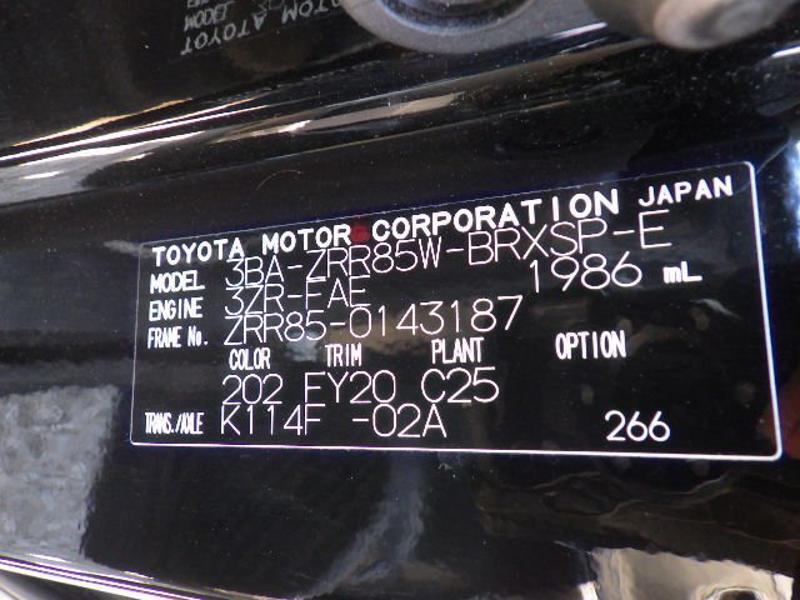 TOYOTA MOTOR CORPORATION JAPAN
MODEL 3BA-ZRR85W-BRXSP-E
ENGINE 3ZR-FAE 1986 mL
FRAME No. ZRR85-0143187
COLOR TRIM PLANT OPTION
202 FY20 C25
TRANS./AXLE K114F -02A 266